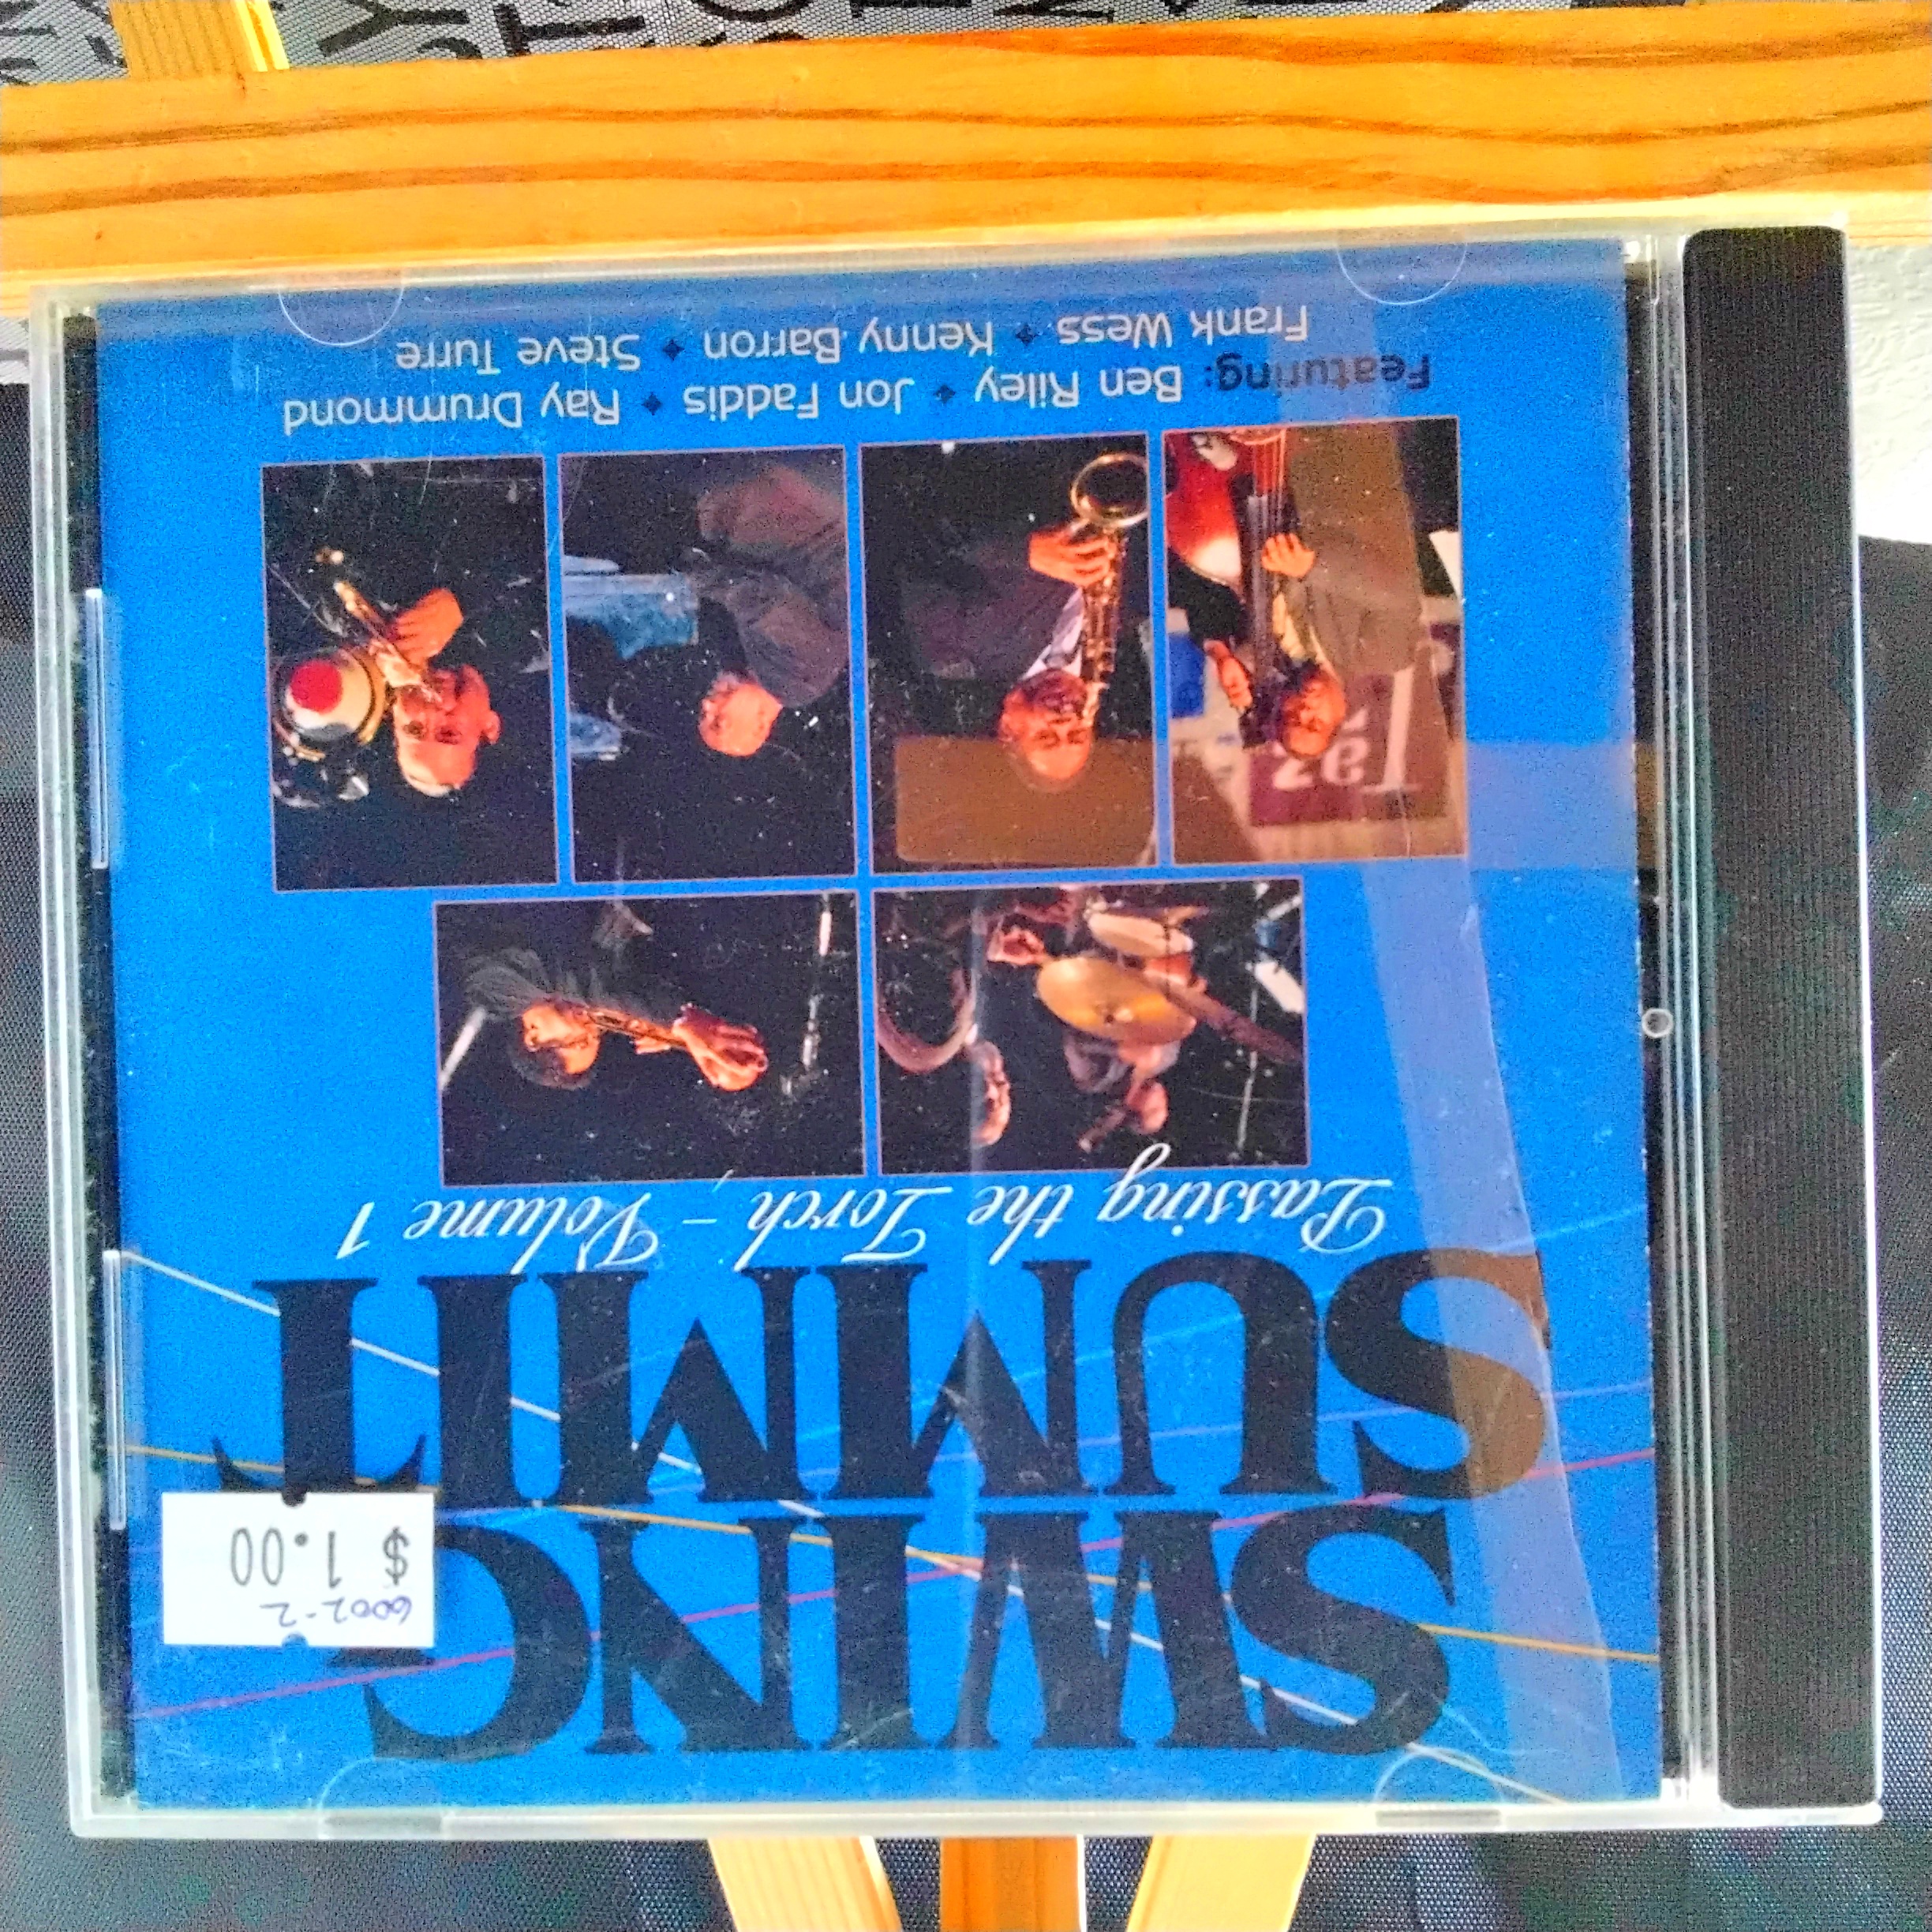 SWING
SUMMIT
6002-2
$ 1.00
Passing the Torch - Volume 1
Jaz
Featuring: Ben Riley ✦ Jon Faddis ✦ Ray Drummond
Frank Wess ✦ Kenny Barron ✦ Steve Turre